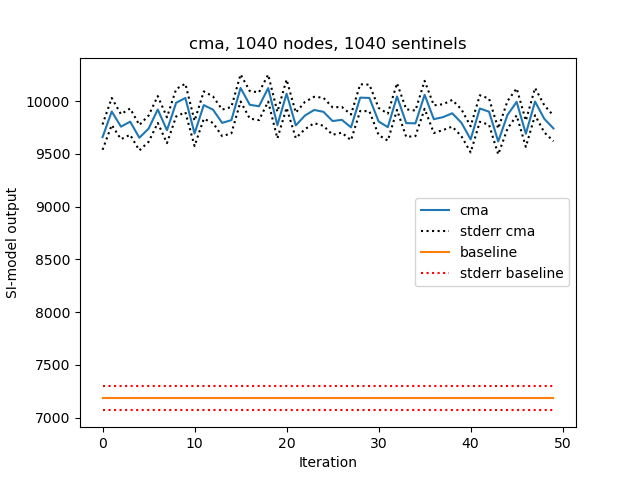 cma, 1040 nodes, 1040 sentinels
SI-model output
10000
9500
9000
8500
8000
7500
7000
cma
stderr cma
baseline
stderr baseline
0 10 20 30 40 50
Iteration